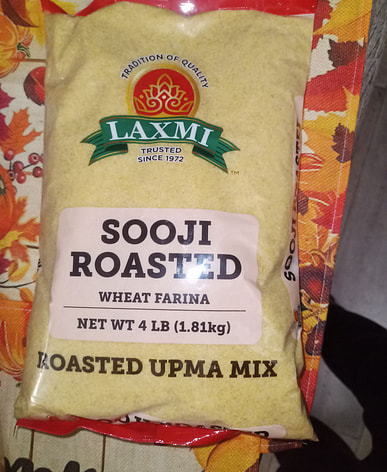 TRADITION OF QUALITY
LAXMI
TRUSTED
SINCE 1972
™
SOOJI
ROASTED
WHEAT FARINA
NET WT 4 LB (1.81kg)
ROASTED UPMA MIX